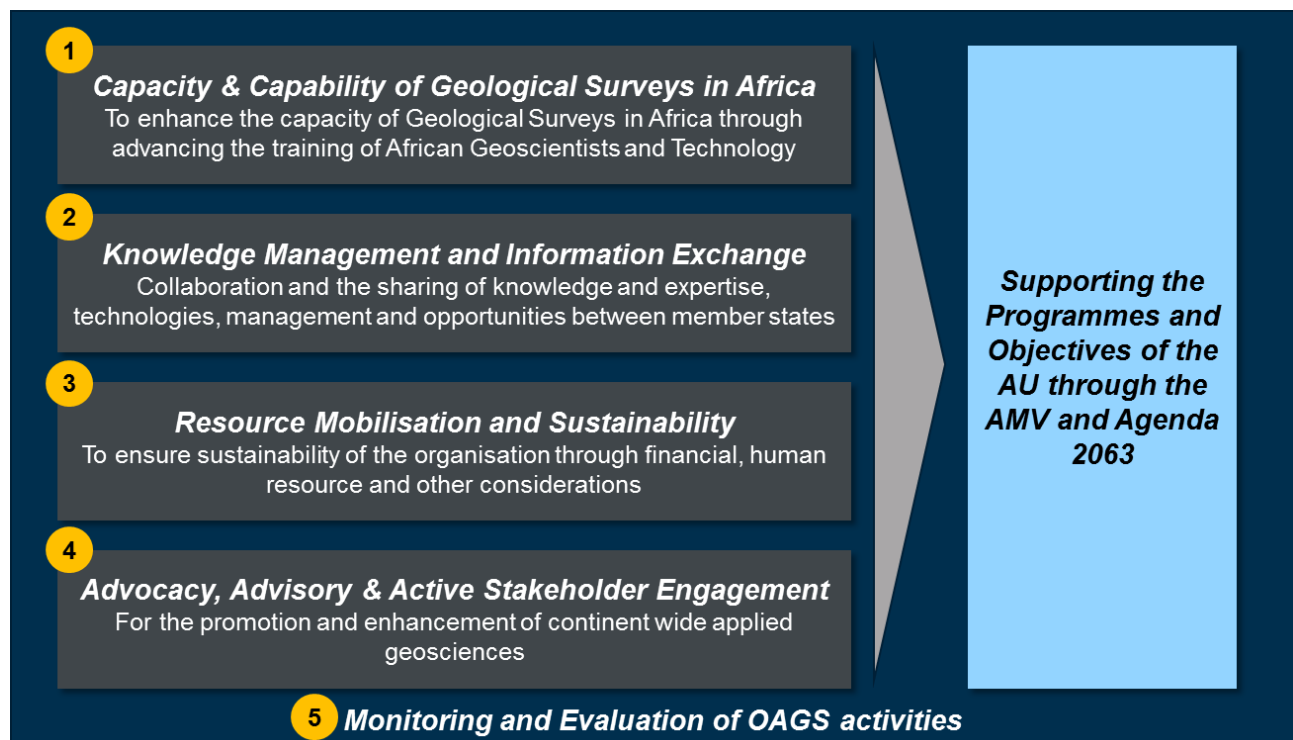 1
Capacity & Capability of Geological Surveys in Africa
To enhance the capacity of Geological Surveys in Africa through
advancing the training of African Geoscientists and Technology
2
Knowledge Management and Information Exchange
Collaboration and the sharing of knowledge and expertise,
technologies, management and opportunities between member states
3
Resource Mobilisation and Sustainability
To ensure sustainability of the organisation through financial, human
resource and other considerations
4
Advocacy, Advisory & Active Stakeholder Engagement
For the promotion and enhancement of continent wide applied
geosciences
Supporting the
Programmes and
Objectives of the
AU through the
AMV and Agenda
2063
5 Monitoring and Evaluation of OAGS activities